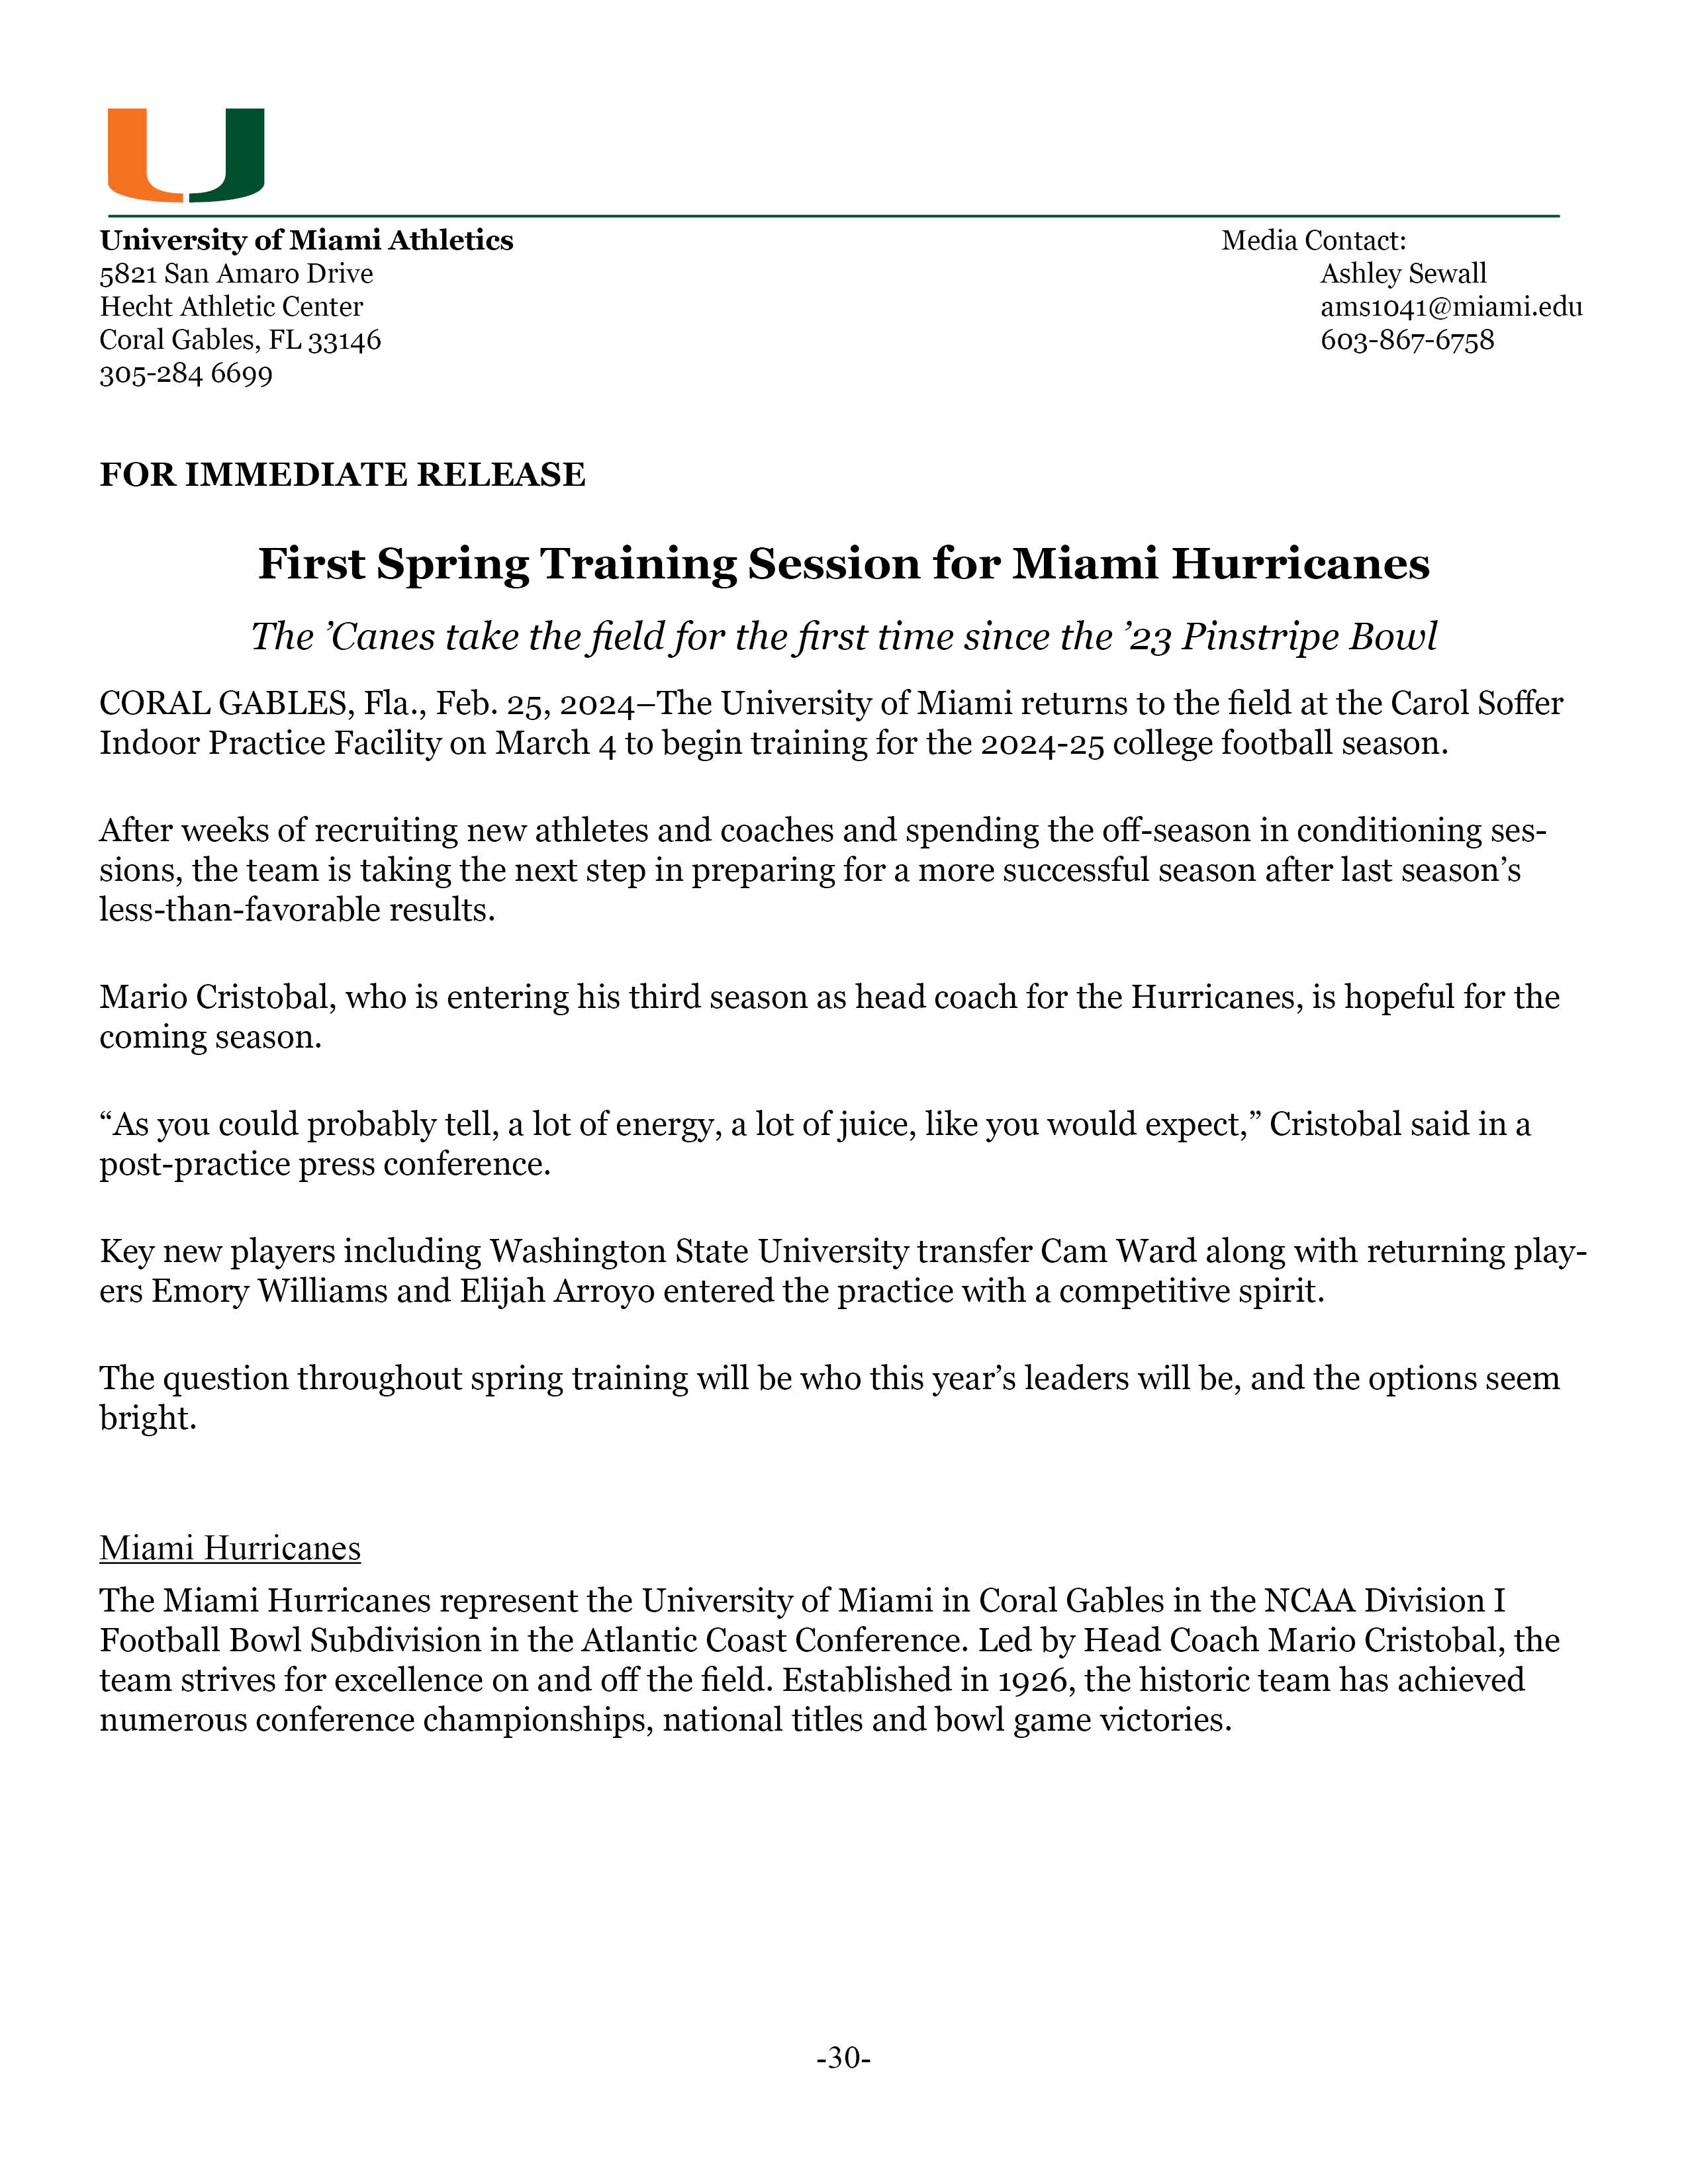 U
University of Miami Athletics
5821 San Amaro Drive
Hecht Athletic Center
Coral Gables, FL 33146
305-284 6699
Media Contact:
Ashley Sewall
ams1041@miami.edu
603-867-6758
FOR IMMEDIATE RELEASE
First Spring Training Session for Miami Hurricanes
The ’Canes take the field for the first time since the ’23 Pinstripe Bowl
CORAL GABLES, Fla., Feb. 25, 2024–The University of Miami returns to the field at the Carol Soffer
Indoor Practice Facility on March 4 to begin training for the 2024-25 college football season.
After weeks of recruiting new athletes and coaches and spending the off-season in conditioning ses-
sions, the team is taking the next step in preparing for a more successful season after last season’s
less-than-favorable results.
Mario Cristobal, who is entering his third season as head coach for the Hurricanes, is hopeful for the
coming season.
“As you could probably tell, a lot of energy, a lot of juice, like you would expect,” Cristobal said in a
post-practice press conference.
Key new players including Washington State University transfer Cam Ward along with returning play-
ers Emory Williams and Elijah Arroyo entered the practice with a competitive spirit.
The question throughout spring training will be who this year’s leaders will be, and the options seem
bright.
Miami Hurricanes
The Miami Hurricanes represent the University of Miami in Coral Gables in the NCAA Division I
Football Bowl Subdivision in the Atlantic Coast Conference. Led by Head Coach Mario Cristobal, the
team strives for excellence on and off the field. Established in 1926, the historic team has achieved
numerous conference championships, national titles and bowl game victories.
-30-